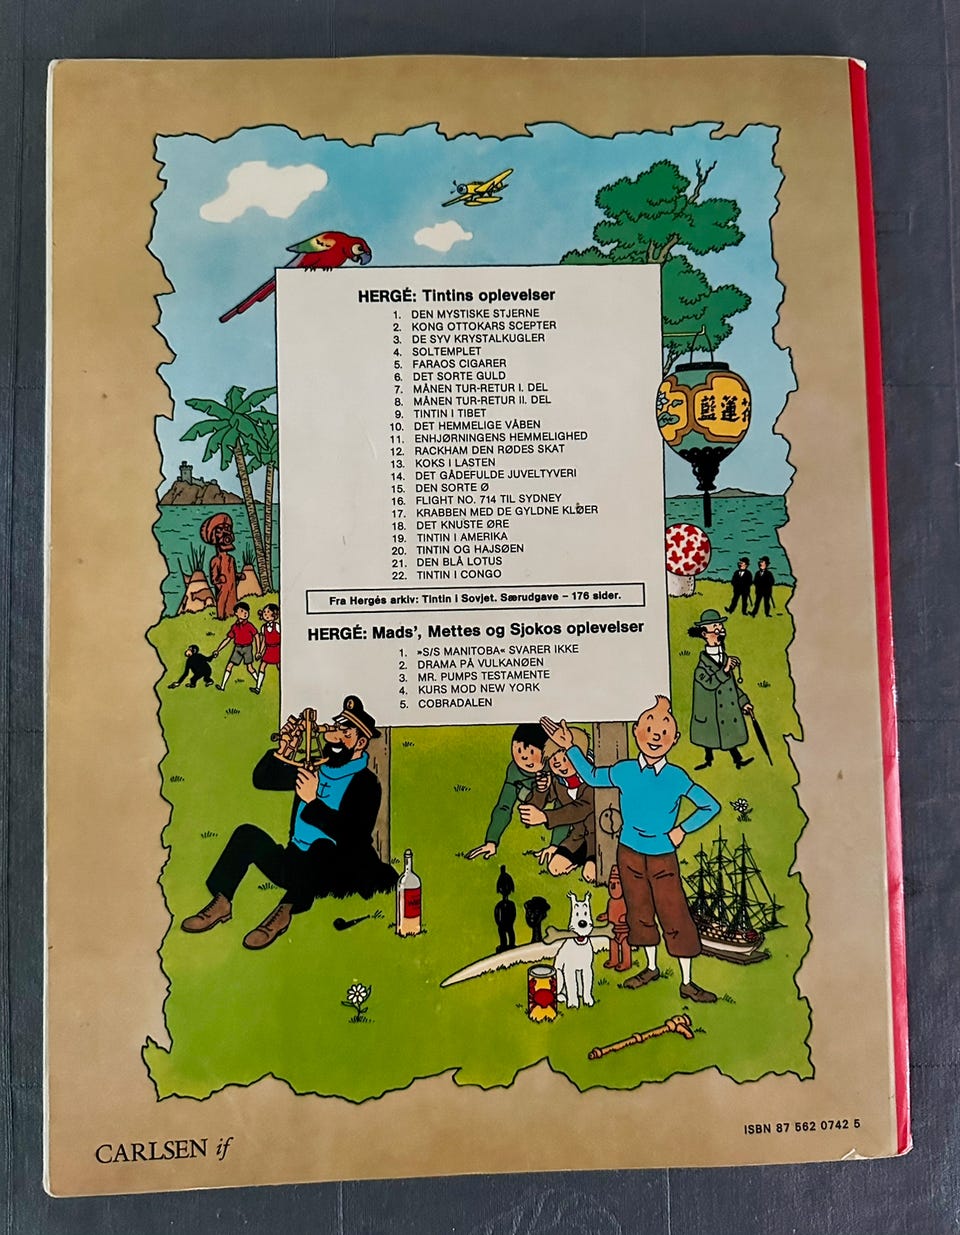 HERGÉ: Tintins oplevelser
1. DEN MYSTISKE STJERNE
2. KONG OTTOKARS SCEPTER
3. DE SYV KRYSTALKUGLER
4. SOLTEMPLET
5. FARAOS CIGARER
6. DET SORTE GULD
7. MÅNEN TUR-RETUR I. DEL
8. MÅNEN TUR-RETUR II. DEL
9. TINTIN I TIBET
10. DET HEMMELIGE VÅBEN
11. ENHJØRNINGENS HEMMELIGHED
12. RACKHAM DEN RØDES SKAT
13. KOKS I LASTEN
14. DET GÅDEFULDE JUVELTYVERI
15. DEN SORTE Ø
16. FLIGHT NO. 714 TIL SYDNEY
17. KRABBEN MED DE GYLDNE KLØER
18. DET KNUSTE ØRE
19. TINTIN I AMERIKA
20. TINTIN OG HAJSØEN
21. DEN BLÅ LOTUS
22. TINTIN I CONGO
Fra Hergés arkiv: Tintin i Sovjet. Særudgave – 176 sider.
HERGÉ: Mads', Mettes og Sjokos oplevelser
1. »S/S MANITOBA« SVARER IKKE
2. DRAMA PÅ VULKANØEN
3. MR. PUMPS TESTAMENTE
4. KURS MOD NEW YORK
5. COBRADALEN
藍蓮
CARLSEN if
ISBN 87 562 0742 5